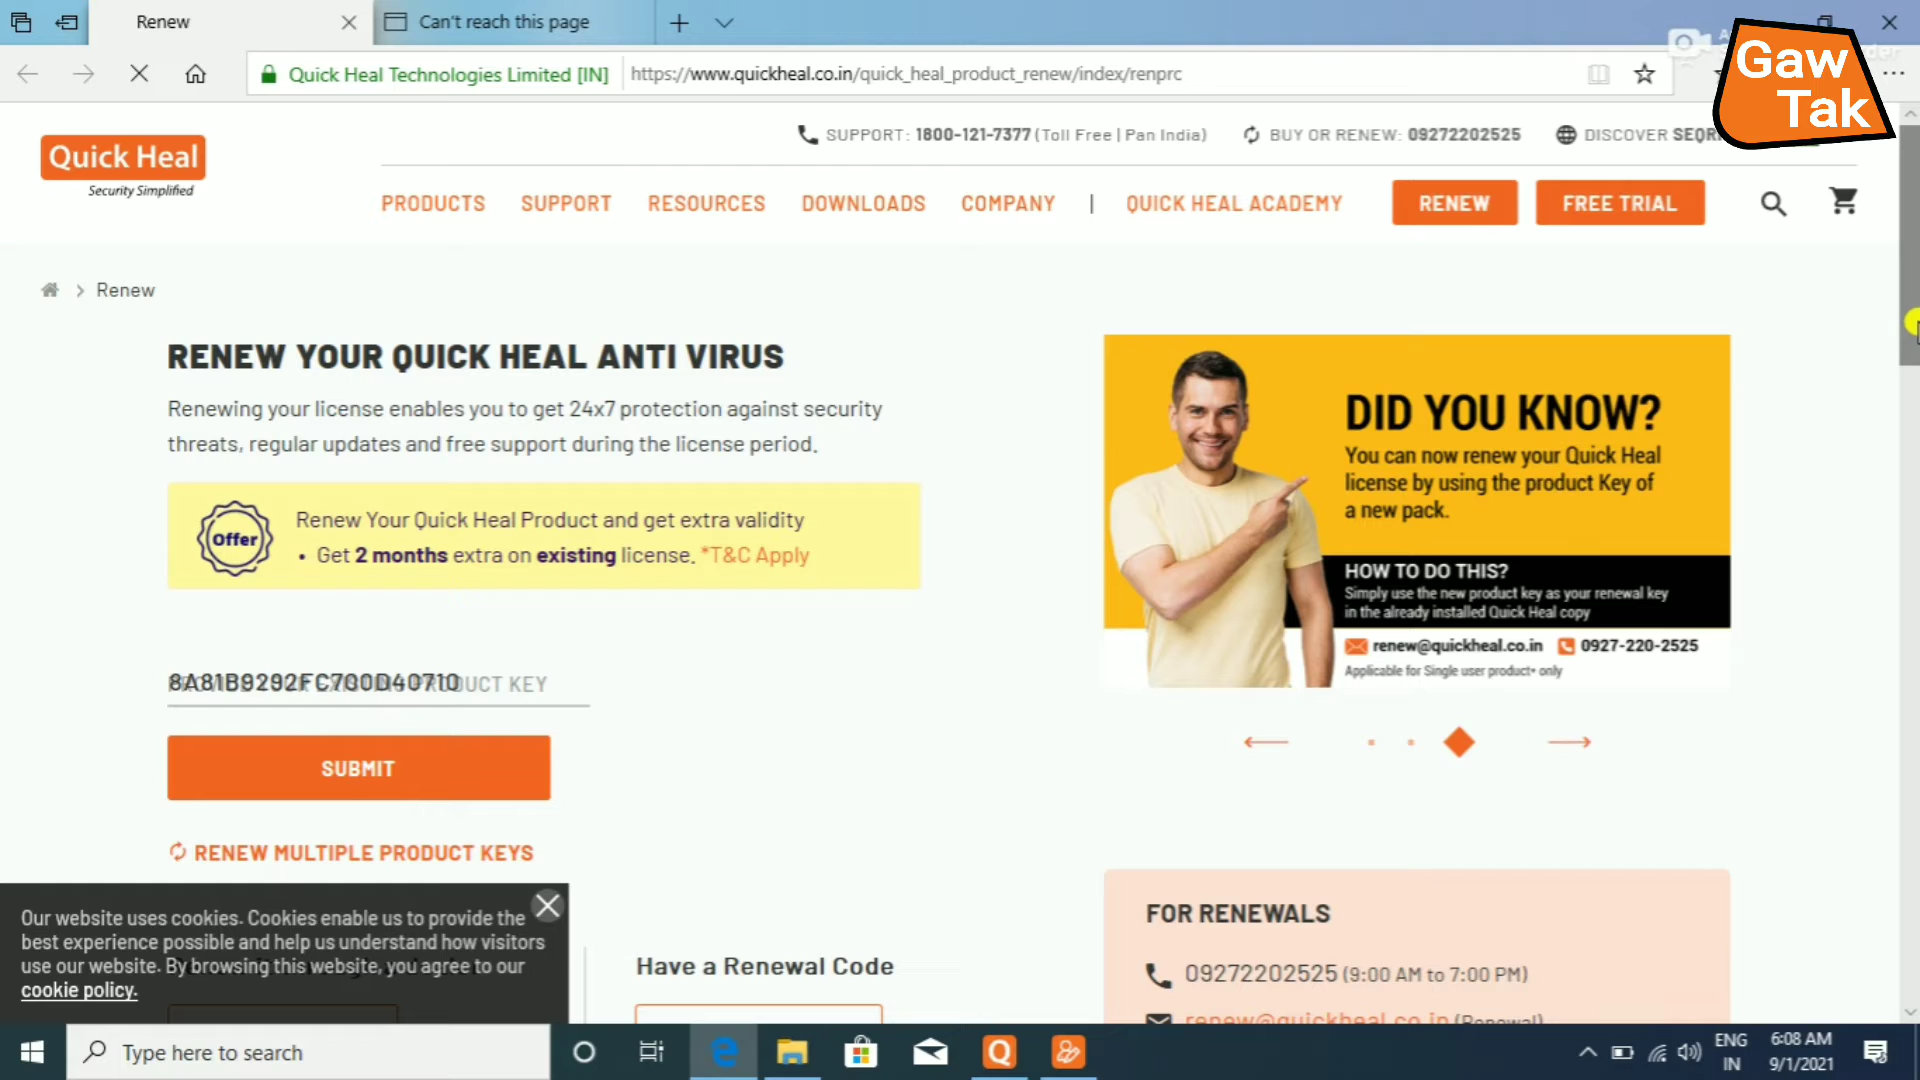 Renew
Can't reach this page
Gaw
Tak
Quick Heal Technologies Limited [IN]
https://www.quickheal.co.in/quick_heal_product_renew/index/renprc
Quick Heal
Security Simplified
SUPPORT: 1800-121-7377 (Toll Free | Pan India)
BUY OR RENEW: 09272202525
DISCOVER
PRODUCTS
SUPPORT
RESOURCES
DOWNLOADS
COMPANY
|
QUICK HEAL ACADEMY
RENEW
FREE TRIAL
Renew
RENEW YOUR QUICK HEAL ANTI VIRUS
Renewing your license enables you to get 24x7 protection against security
threats, regular updates and free support during the license period.
Offer
Renew Your Quick Heal Product and get extra validity
• Get 2 months extra on existing license. *T&C Apply
DID YOU KNOW?
You can now renew your Quick Heal
license by using the product Key of
a new pack.
HOW TO DO THIS?
Simply use the new product key as your renewal key
in the already installed Quick Heal copy
renew@quickheal.co.in
0927-220-2525
Applicable for Single user product* only
PRODUCT KEY
SUBMIT
RENEW MULTIPLE PRODUCT KEYS
Our website uses cookies. Cookies enable us to provide the
best experience possible and help us understand how visitors
use our website. By browsing this website, you agree to our
cookie policy.
Have a Renewal Code
FOR RENEWALS
09272202525 (9:00 AM to 7:00 PM)
renew@quickheal.co.in (Renewal)
Type here to search
ENG
IN
6:08 AM
9/1/2021